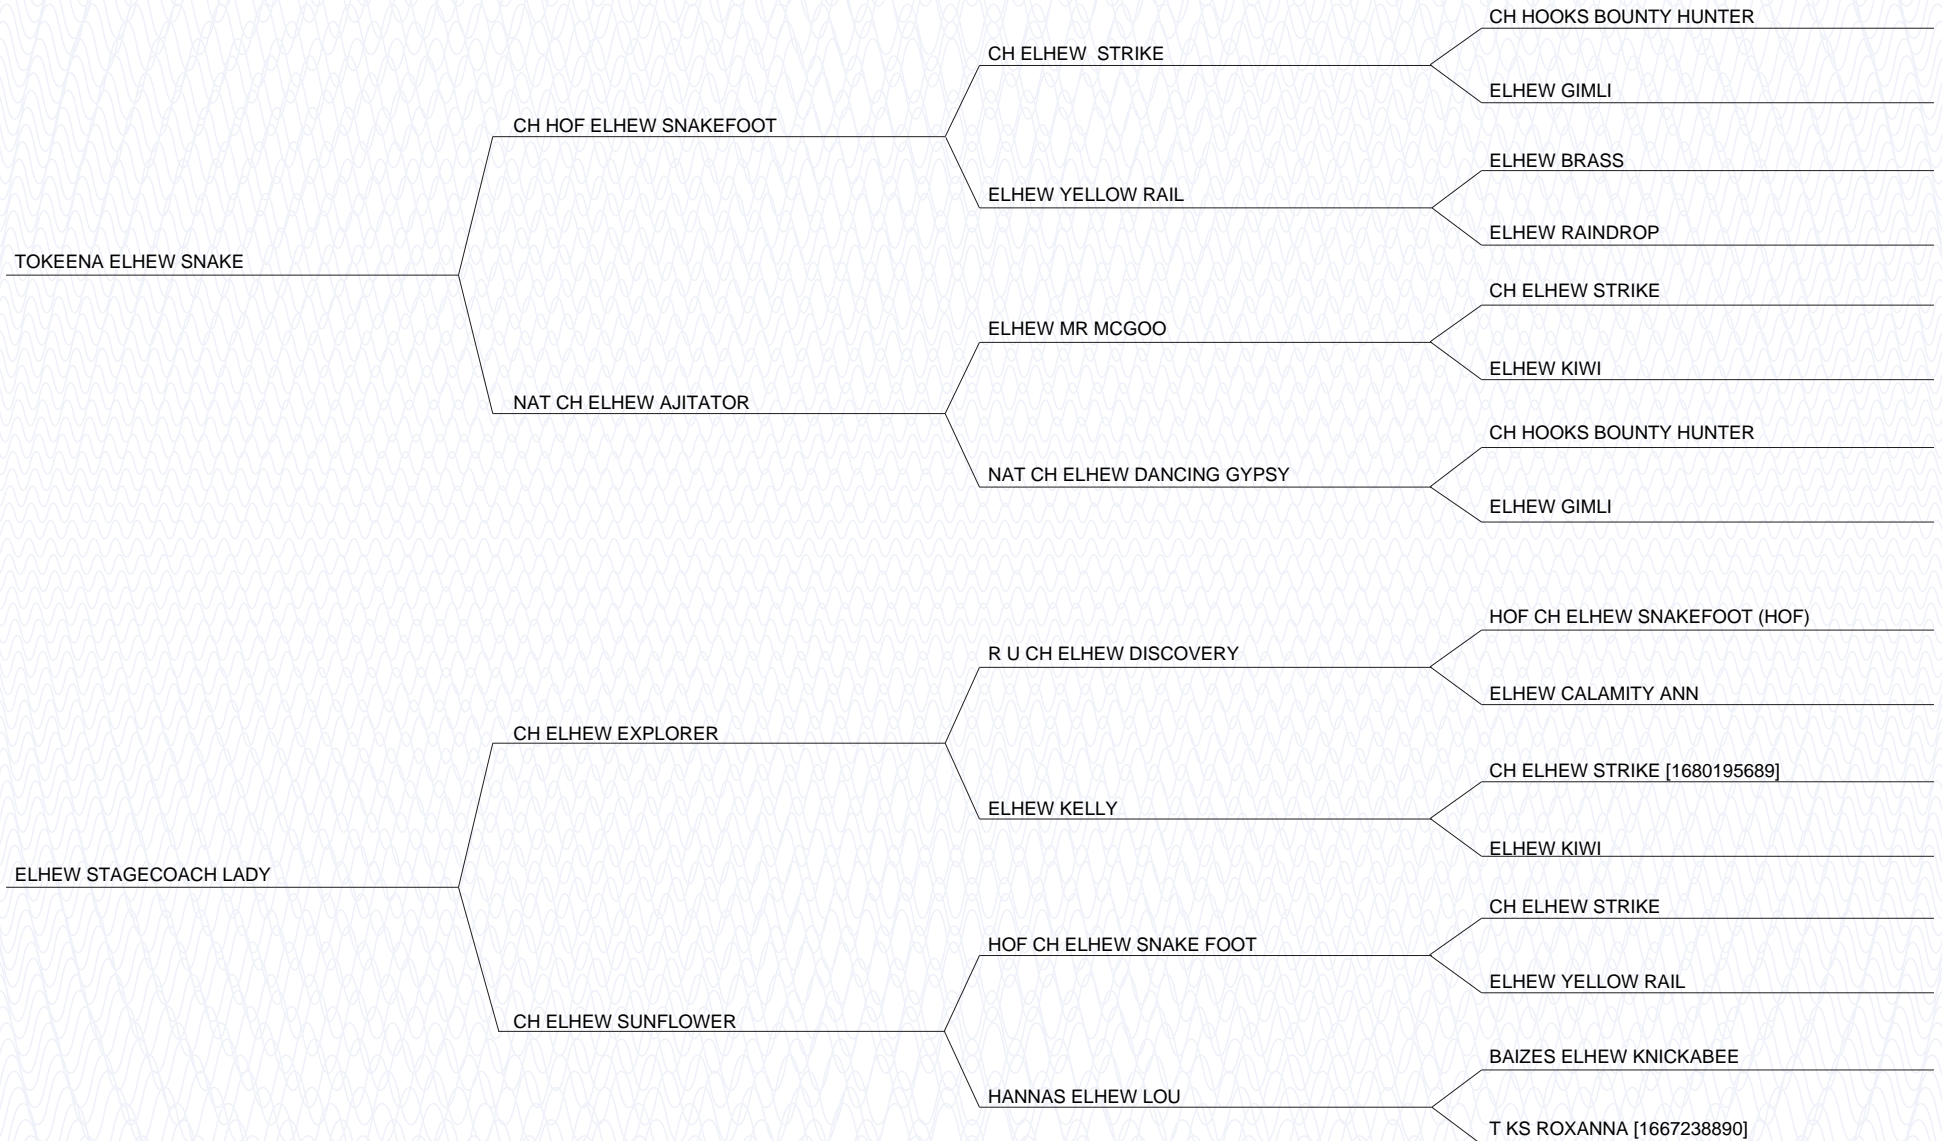 CH HOOKS BOUNTY HUNTER
CH ELHEW  STRIKE
ELHEW GIMLI
CH HOF ELHEW SNAKEFOOT
ELHEW BRASS
ELHEW YELLOW RAIL
ELHEW RAINDROP
TOKEENA ELHEW SNAKE
CH ELHEW STRIKE
ELHEW MR MCGOO
ELHEW KIWI
NAT CH ELHEW AJITATOR
CH HOOKS BOUNTY HUNTER
NAT CH ELHEW DANCING GYPSY
ELHEW GIMLI
HOF CH ELHEW SNAKEFOOT (HOF)
R U CH ELHEW DISCOVERY
ELHEW CALAMITY ANN
CH ELHEW EXPLORER
CH ELHEW STRIKE [1680195689]
ELHEW KELLY
ELHEW KIWI
ELHEW STAGECOACH LADY
CH ELHEW STRIKE
HOF CH ELHEW SNAKE FOOT
ELHEW YELLOW RAIL
CH ELHEW SUNFLOWER
BAIZES ELHEW KNICKABEE
HANNAS ELHEW LOU
T KS ROXANNA [1667238890]